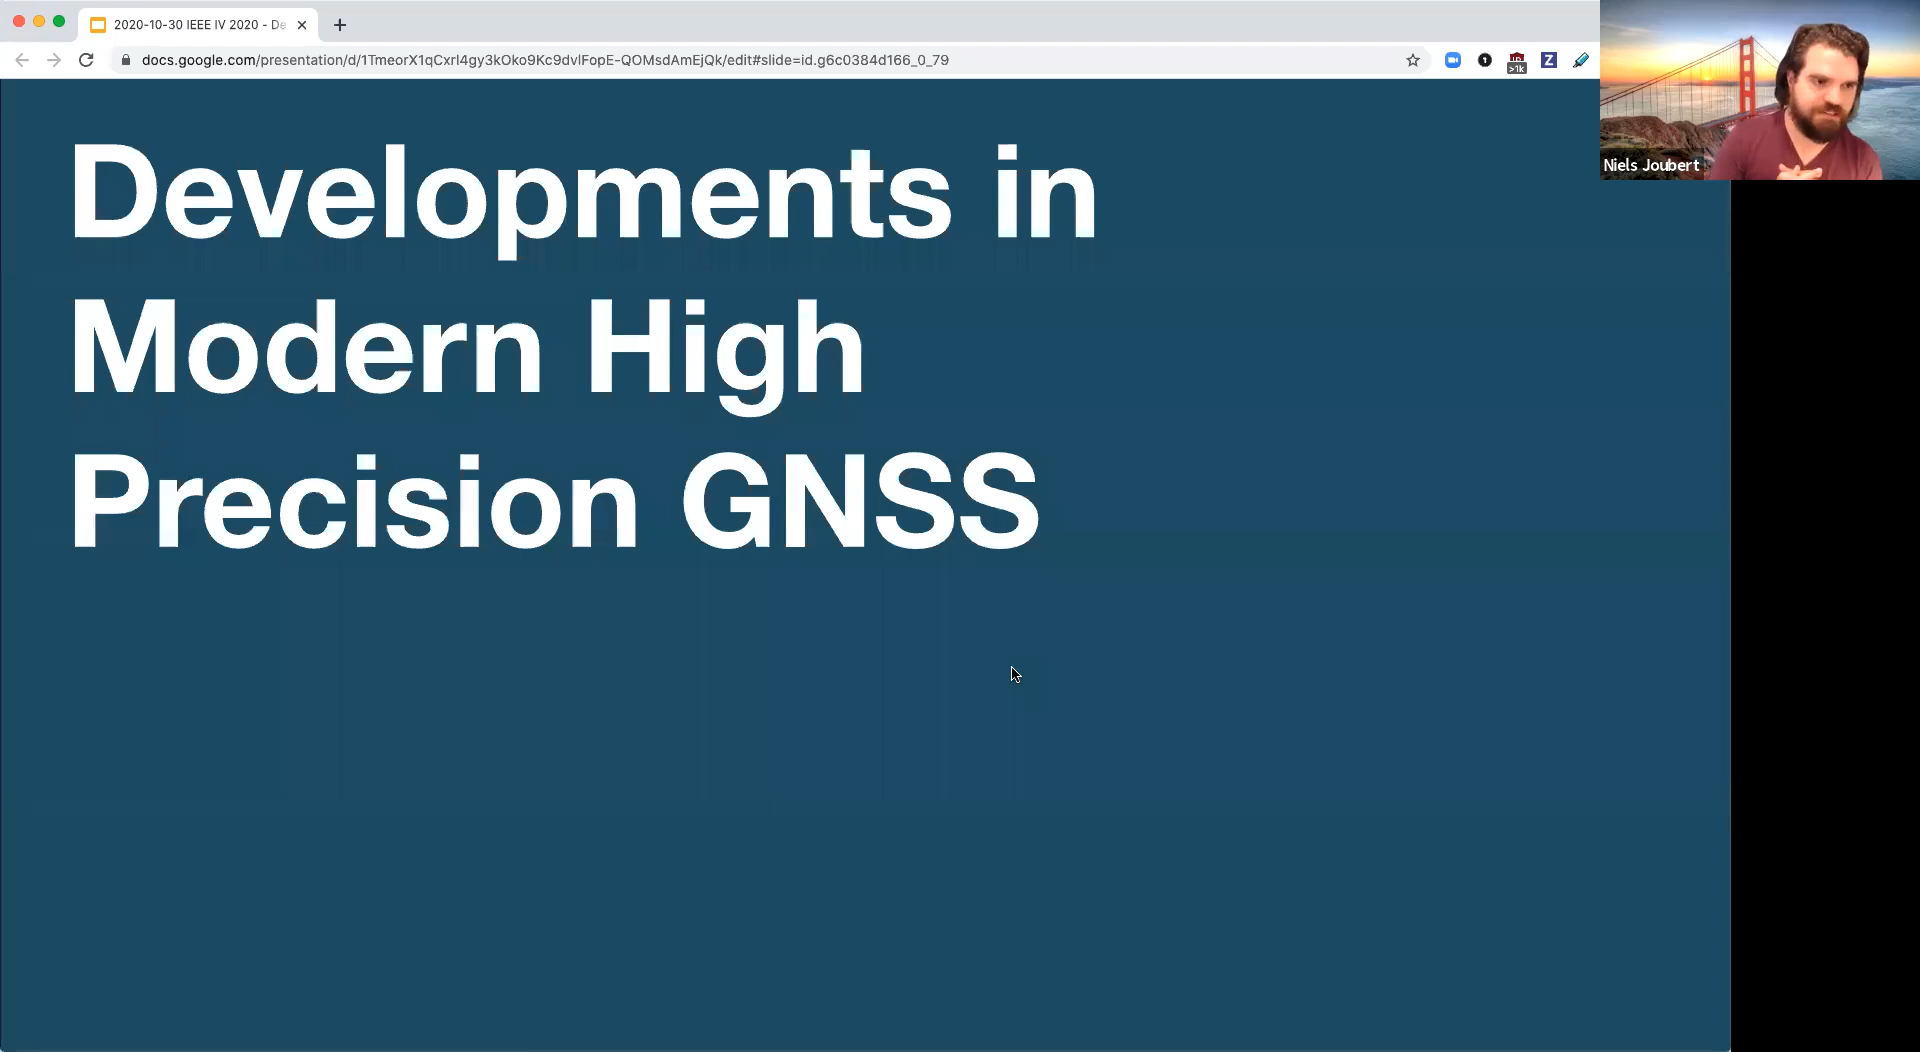 2020-10-30 IEEE IV 2020 - De
docs.google.com/presentation/d/1TmeorX1qCxrl4gy3kOko9Kc9dvlFopE-QOMsdAmEjQk/edit#slide=id.g6c0384d166_0_79
>1k
Z
Niels Joubert
Developments in
Modern High
Precision GNSS